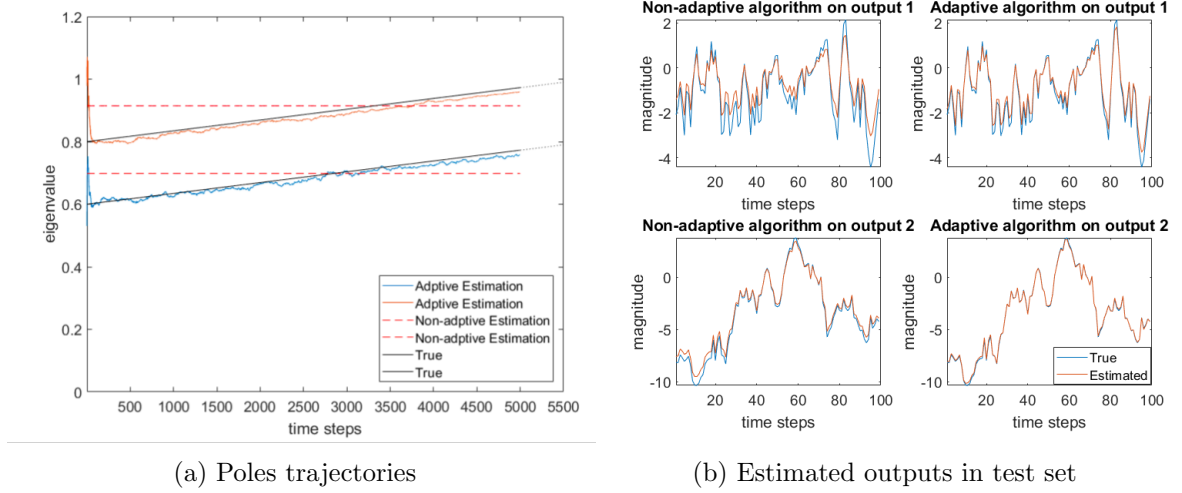 1.2
1
0.8
0.6
0.4
0.2
0
eigenvalue
500 1000 1500 2000 2500 3000 3500 4000 4500 5000 5500
time steps
Adptive Estimation
Adptive Estimation
Non-adptive Estimation
Non-adptive Estimation
True
True
(a) Poles trajectories
Non-adaptive algorithm on output 1
2
0
-2
-4
magnitude
20 40 60 80 100
time steps
Adaptive algorithm on output 1
2
0
-2
-4
magnitude
20 40 60 80 100
time steps
Non-adaptive algorithm on output 2
0
-5
-10
magnitude
20 40 60 80 100
time steps
Adaptive algorithm on output 2
0
-5
-10
magnitude
20 40 60 80 100
time steps
True
Estimated
(b) Estimated outputs in test set